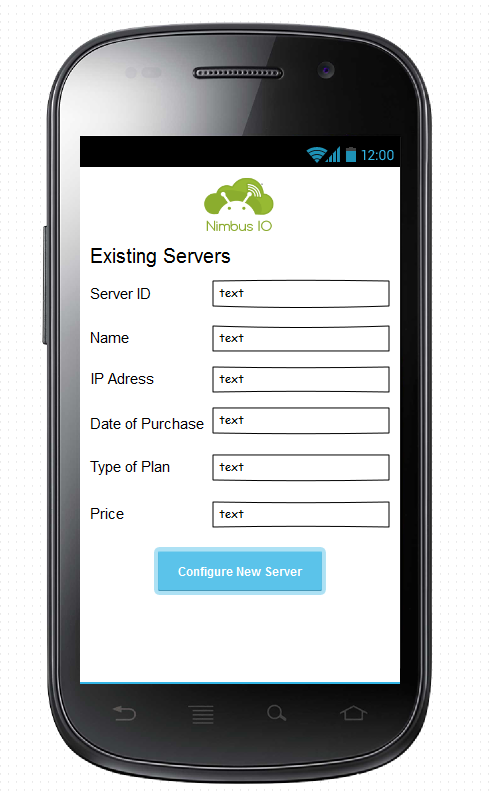 12:00
Nimbus IO
Existing Servers
Server ID text
Name text
IP Adress text
Date of Purchase text
Type of Plan text
Price text
Configure New Server